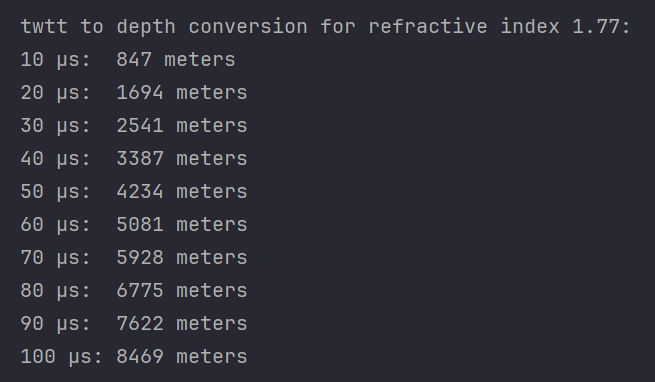 twtt to depth conversion for refractive index 1.77:
10 µs:  847 meters
20 µs:  1694 meters
30 µs:  2541 meters
40 µs:  3387 meters
50 µs:  4234 meters
60 µs:  5081 meters
70 µs:  5928 meters
80 µs:  6775 meters
90 µs:  7622 meters
100 µs: 8469 meters